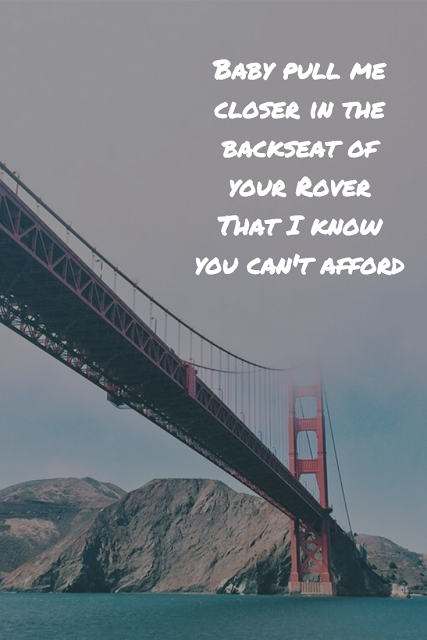 Baby pull me
closer in the
backseat of
your Rover
That I know
you can't afford